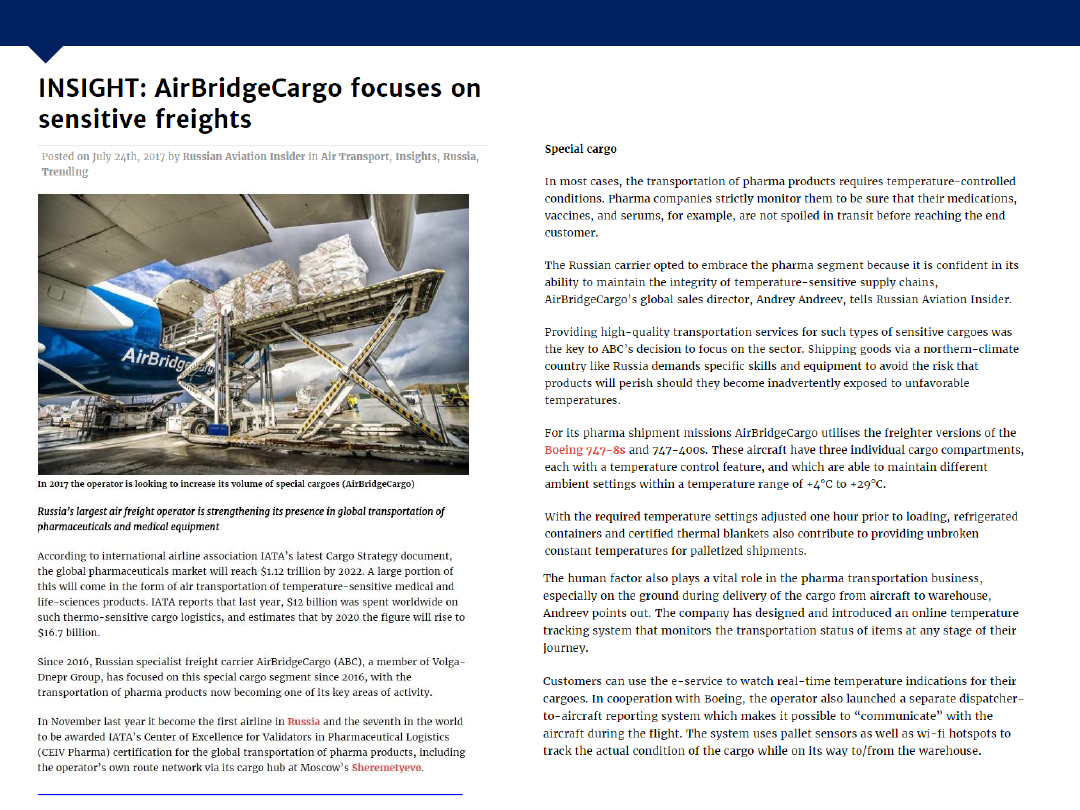 INSIGHT: AirBridgeCargo focuses on
sensitive freights
Posted on July 24th, 2017 by Russian Aviation Insider in Air Transport, Insights, Russia,
Trending
AirBridgeCargo
In 2017 the operator is looking to increase its volume of special cargoes (AirBridgeCargo)
Russia's largest air freight operator is strengthening its presence in global transportation of
pharmaceuticals and medical equipment
According to international airline association IATA's latest Cargo Strategy document,
the global pharmaceuticals market will reach $1.12 trillion by 2022. A large portion of
this will come in the form of air transportation of temperature-sensitive medical and
life-sciences products. IATA reports that last year, $12 billion was spent worldwide on
such thermo-sensitive cargo logistics, and estimates that by 2020 the figure will rise to
$16.7 billion.
Since 2016, Russian specialist freight carrier AirBridgeCargo (ABC), a member of Volga-
Dnepr Group, has focused on this special cargo segment since 2016, with the
transportation of pharma products now becoming one of its key areas of activity.
In November last year it become the first airline in Russia and the seventh in the world
to be awarded IATA's Center of Excellence for Validators in Pharmaceutical Logistics
(CEIV Pharma) certification for the global transportation of pharma products, including
the operator's own route network via its cargo hub at Moscow's Sheremetyevo.
Special cargo
In most cases, the transportation of pharma products requires temperature-controlled
conditions. Pharma companies strictly monitor them to be sure that their medications,
vaccines, and serums, for example, are not spoiled in transit before reaching the end
customer.
The Russian carrier opted to embrace the pharma segment because it is confident in its
ability to maintain the integrity of temperature-sensitive supply chains,
AirBridgeCargo's global sales director, Andrey Andreev, tells Russian Aviation Insider.
Providing high-quality transportation services for such types of sensitive cargoes was
the key to ABC's decision to focus on the sector. Shipping goods via a northern-climate
country like Russia demands specific skills and equipment to avoid the risk that
products will perish should they become inadvertently exposed to unfavorable
temperatures.
For its pharma shipment missions AirBridgeCargo utilises the freighter versions of the
Boeing 747-8s and 747-400s. These aircraft have three individual cargo compartments,
each with a temperature control feature, and which are able to maintain different
ambient settings within a temperature range of +4°C to +29°C.
With the required temperature settings adjusted one hour prior to loading, refrigerated
containers and certified thermal blankets also contribute to providing unbroken
constant temperatures for palletized shipments.
The human factor also plays a vital role in the pharma transportation business,
especially on the ground during delivery of the cargo from aircraft to warehouse,
Andreev points out. The company has designed and introduced an online temperature
tracking system that monitors the transportation status of items at any stage of their
journey.
Customers can use the e-service to watch real-time temperature indications for their
cargoes. In cooperation with Boeing, the operator also launched a separate dispatcher-
to-aircraft reporting system which makes it possible to "communicate" with the
aircraft during the flight. The system uses pallet sensors as well as wi-fi hotspots to
track the actual condition of the cargo while on its way to/from the warehouse.